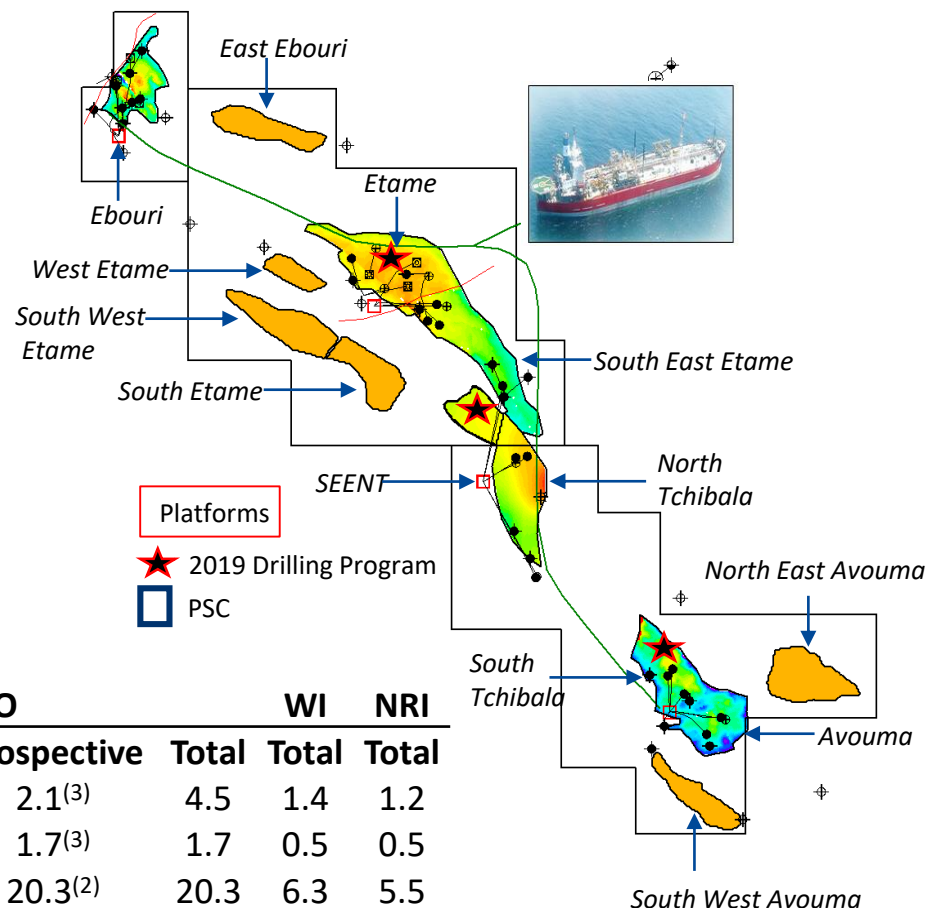 East Ebouri
Etame
Ebouri
West Etame
South West
Etame
South East Etame
South Etame
SEENT
North
Tchibala
Platforms
2019 Drilling Program
PSC
North East Avouma
South
Tchibala
Avouma
South West Avouma
O WI NRI
ospective Total Total Total
2.1(3) 4.5 1.4 1.2
1.7(3) 1.7 0.5 0.5
20.3(2) 20.3 6.3 5.5